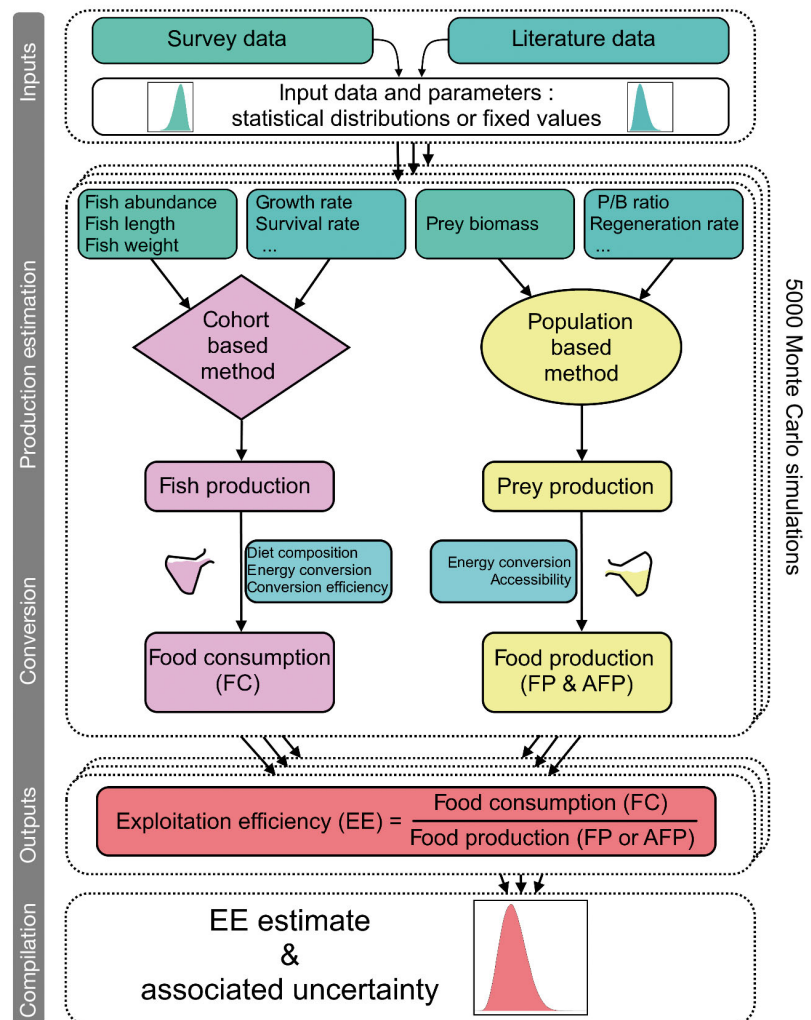 Inputs
Survey data
Literature data
Input data and parameters :
statistical distributions or fixed values
Production estimation
Fish abundance
Fish length
Fish weight
Growth rate
Survival rate
...
Prey biomass
P/B ratio
Regeneration rate
...
Cohort
based
method
Population
based
method
Fish production
Prey production
5000 Monte Carlo simulations
Conversion
Diet composition
Energy conversion
Conversion efficiency
Energy conversion
Accessibility
Food consumption
(FC)
Food production
(FP & AFP)
Outputs
Exploitation efficiency (EE) =
Food consumption (FC)
Food production (FP or AFP)
Compilation
EE estimate
&
associated uncertainty